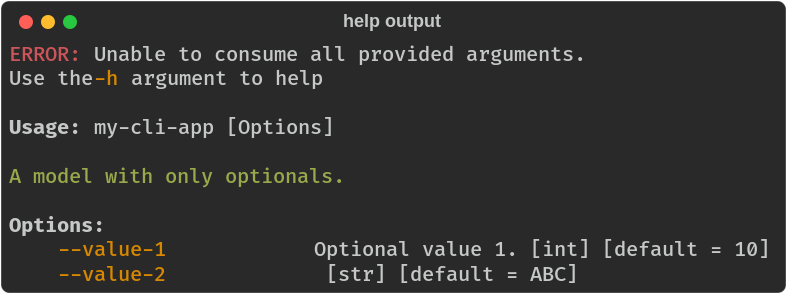 help output
ERROR: Unable to consume all provided arguments.
Use the-h argument to help
Usage: my-cli-app [Options]
A model with only optionals.
Options:
--value-1 Optional value 1. [int] [default = 10]
--value-2 [str] [default = ABC]